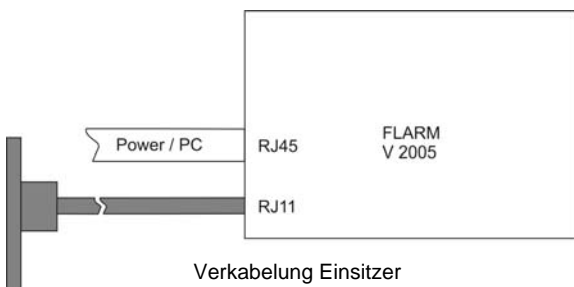 Power / PC
RJ45
FLARM
V 2005
RJ11
Verkabelung Einsitzer